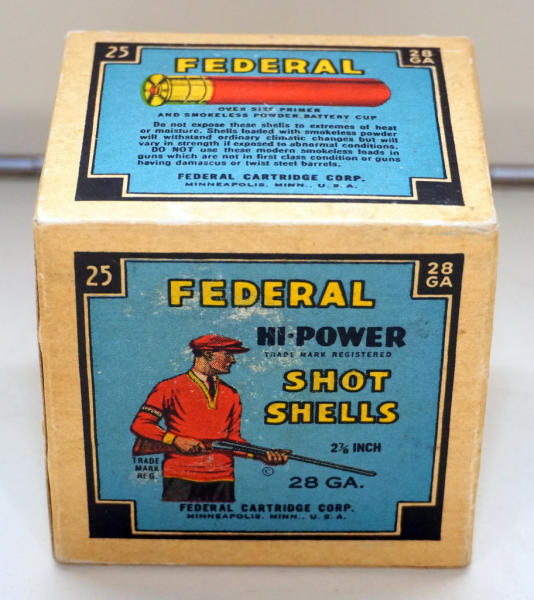 25
28
GA
FEDERAL
OVER SIZE PRIMER
AND SMOKELESS POWDER BATTERY CUP
Do not expose these shells to extremes of heat
or moisture. Shells loaded with smokeless powder
will withstand ordinary climatic changes but will
vary in strength if exposed to abnormal conditions.
DO NOT use these modern smokeless loads in
guns which are not in first class condition or guns
having damascus or twist steel barrels.
FEDERAL CARTRIDGE CORP.
MINNEAPOLIS, MINN., U. S. A.
25
28
GA
FEDERAL
HI-POWER
TRADE MARK REGISTERED
SHOT
SHELLS
2⅞ INCH
TRADE
MARK
REG.
©
28 GA.
FEDERAL CARTRIDGE CORP.
MINNEAPOLIS, MINN., U. S. A.